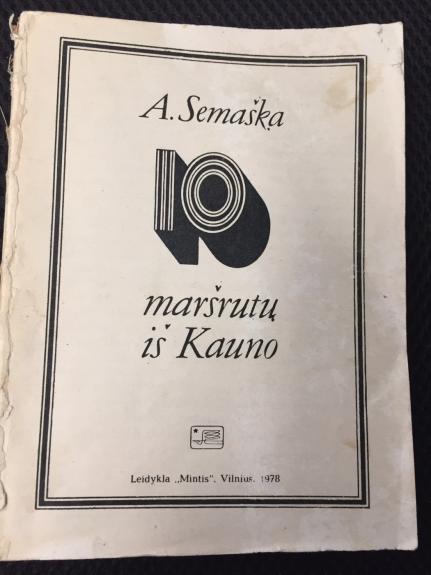 A. Semaška
10
maršrutų
iš Kauno
Leidykla „Mintis". Vilnius. 1978